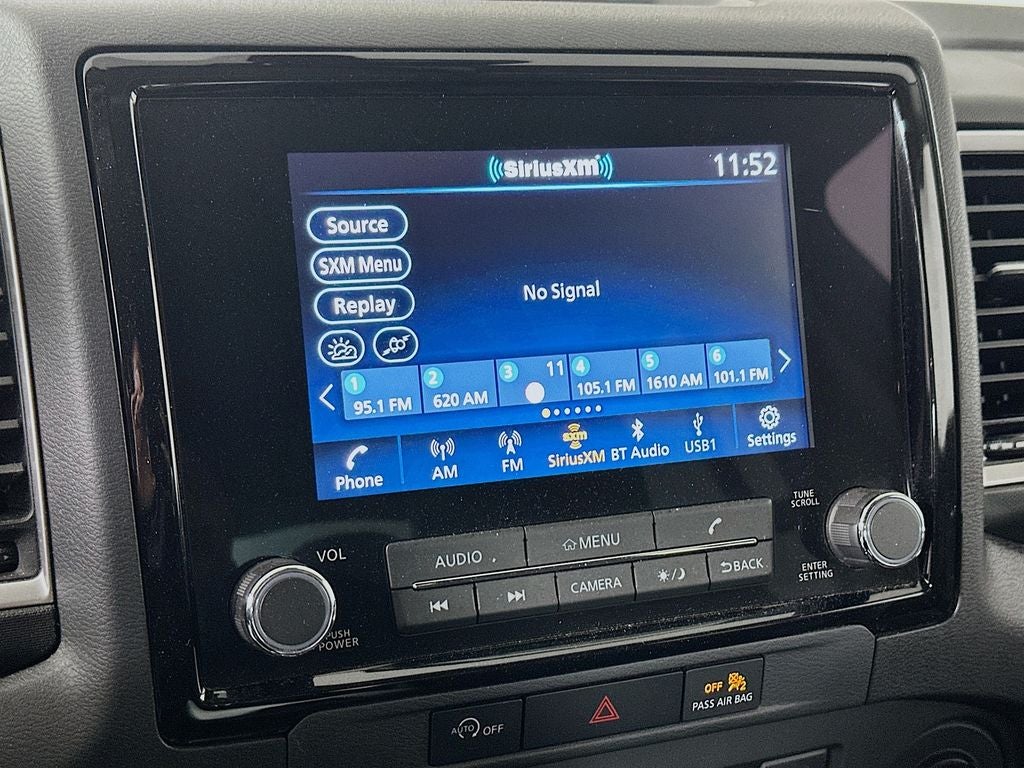 SiriusXM
11:52
Source
SXM Menu
Replay
No Signal
1 95.1 FM
2 620 AM
3 11
4 105.1 FM
5 1610 AM
6 101.1 FM
Phone
AM
FM
sxm
SiriusXM
BT Audio
USB1
Settings
VOL
PUSH
POWER
AUDIO
MENU
CAMERA
BACK
TUNE
SCROLL
ENTER
SETTING
AUTO OFF
OFF 2
PASS AIR BAG